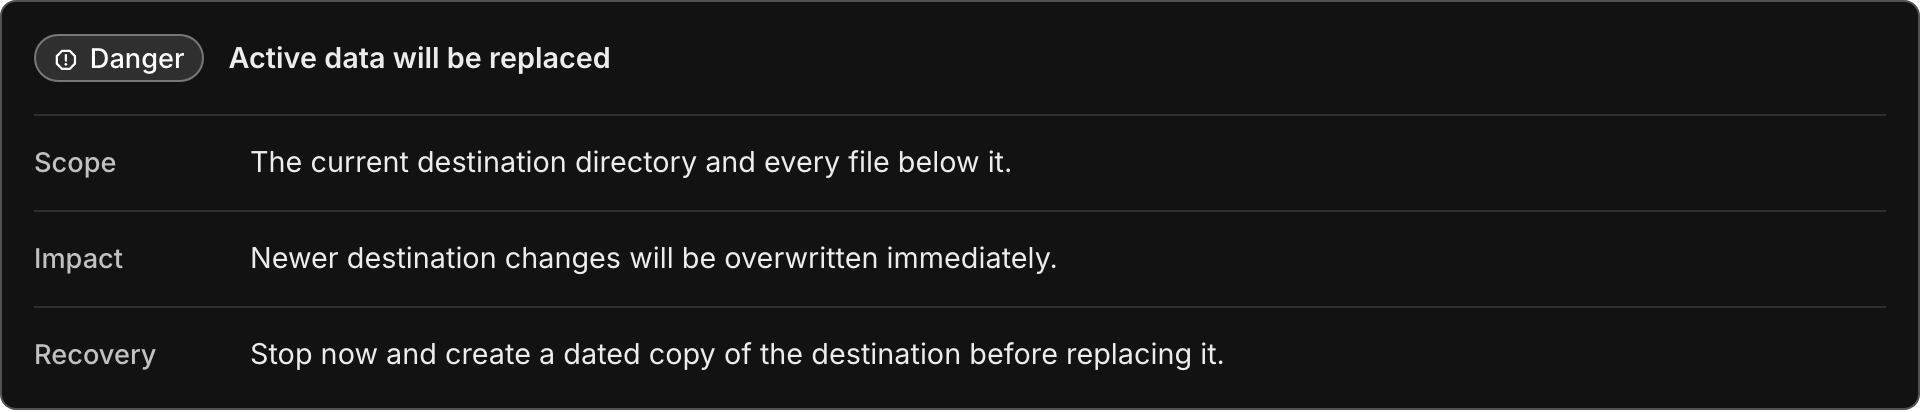 Danger Active data will be replaced
Scope The current destination directory and every file below it.
Impact Newer destination changes will be overwritten immediately.
Recovery Stop now and create a dated copy of the destination before replacing it.